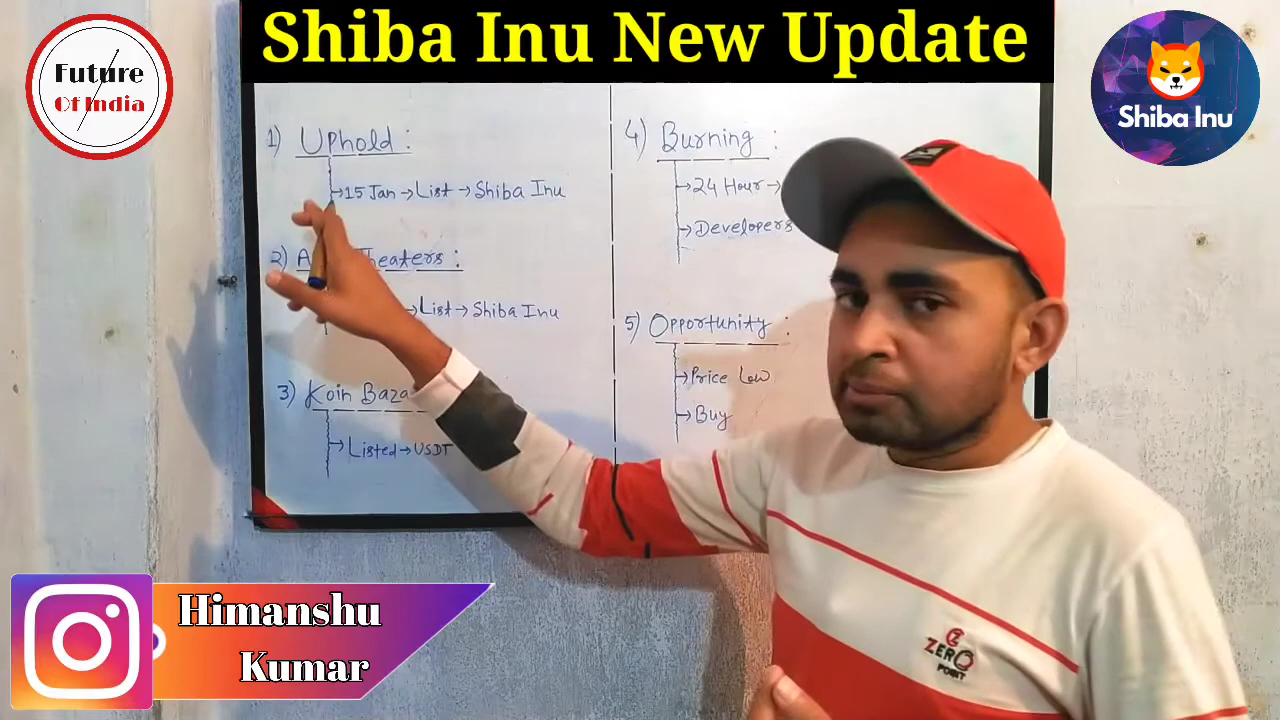 Shiba Inu New Update
Future
Of India
Shiba Inu
1) Uphold :
15 Jan → List → Shiba Inu
2) A Theaters :
List → Shiba Inu
3) Koin Baza
Listed → USDT
4) Burning :
24 Hour →
Developers
5) Opportunity :
Price Low
Buy
ZERO
POINT
Himanshu
Kumar